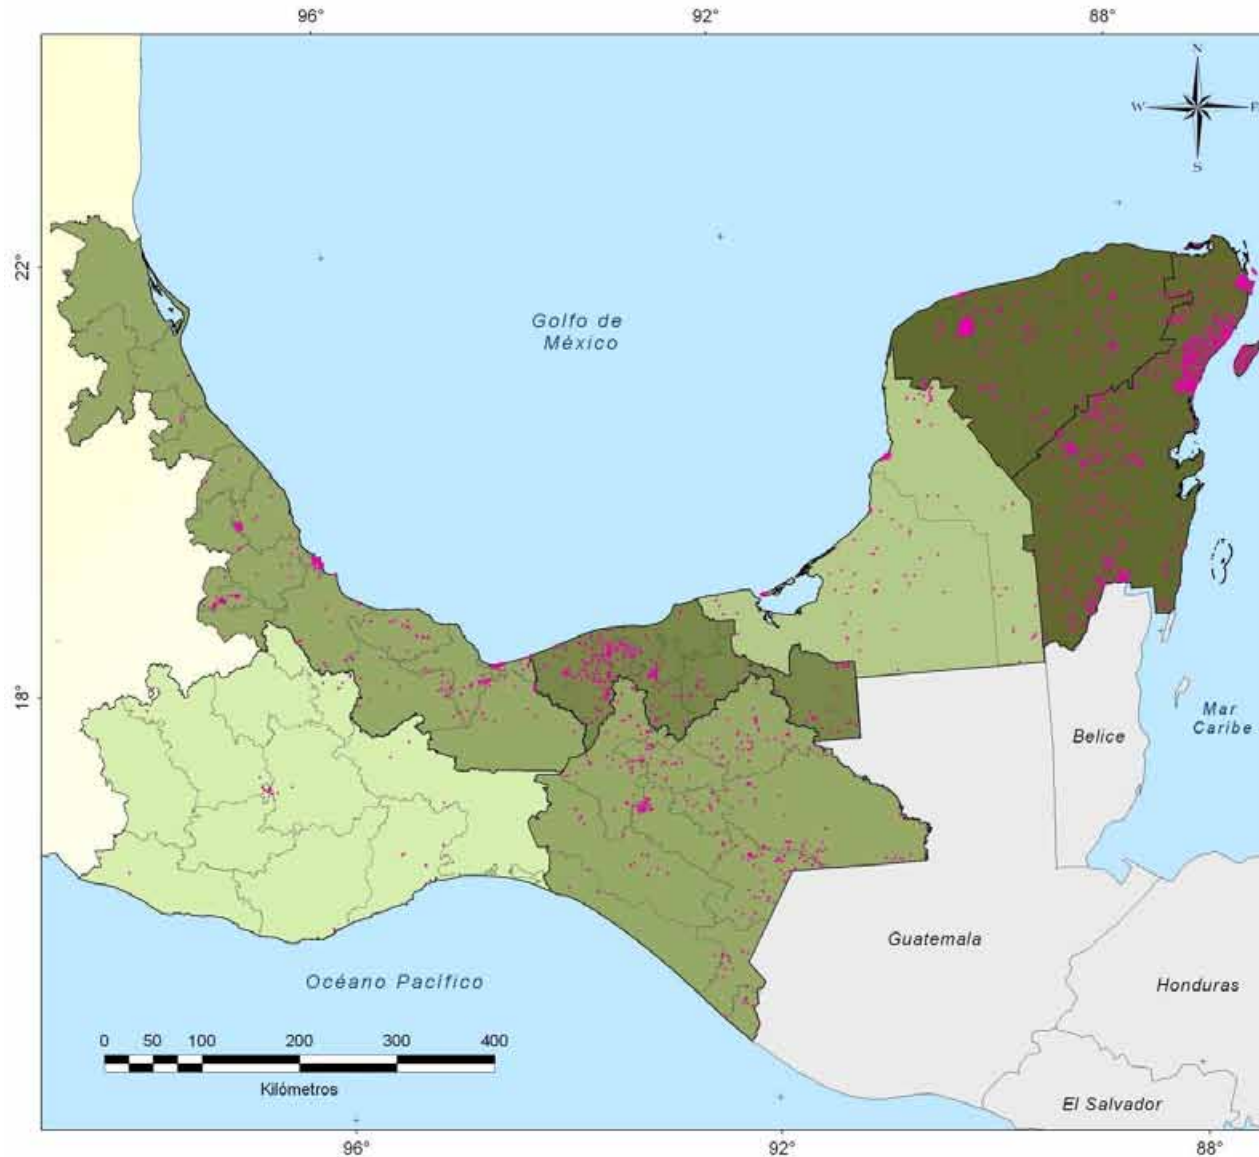 96° 92° 88°
N
W E
S
22°
Golfo de
México
18°
Mar
Caribe
Belice
Guatemala
Océano Pacífico
Honduras
0 50 100 200 300 400
Kilómetros
El Salvador
96° 92° 88°